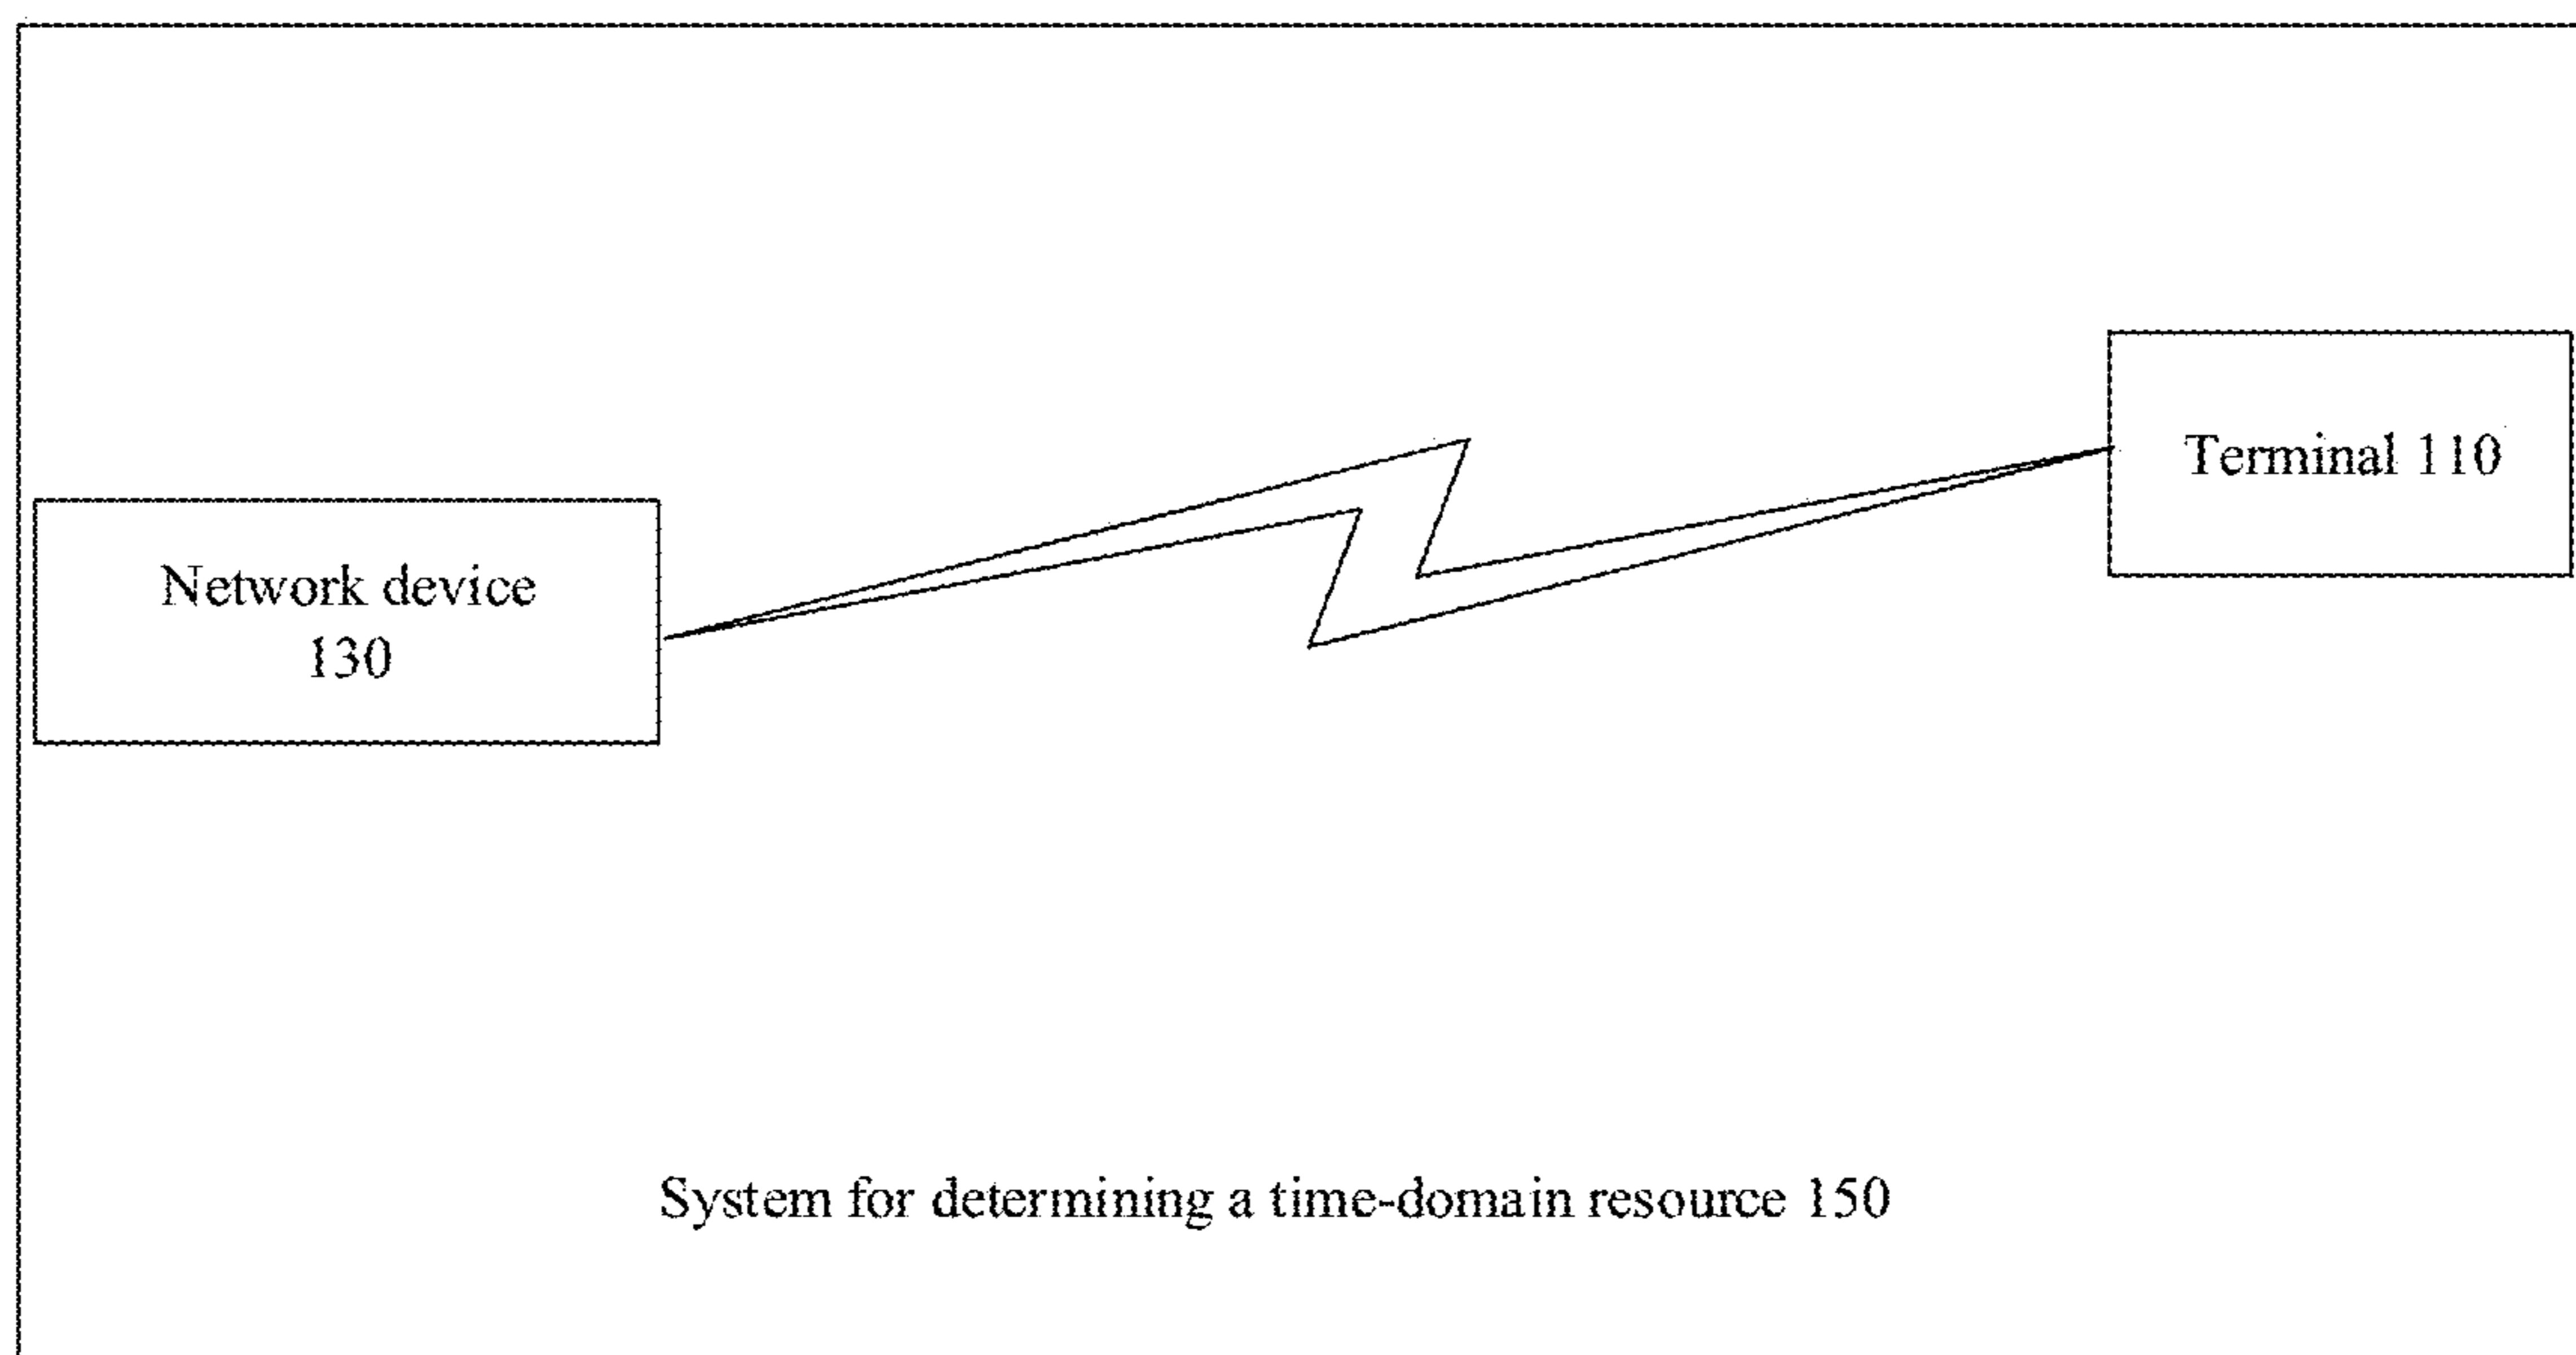 Terminal 110
Network device
130
System for determining a time-domain resource 150